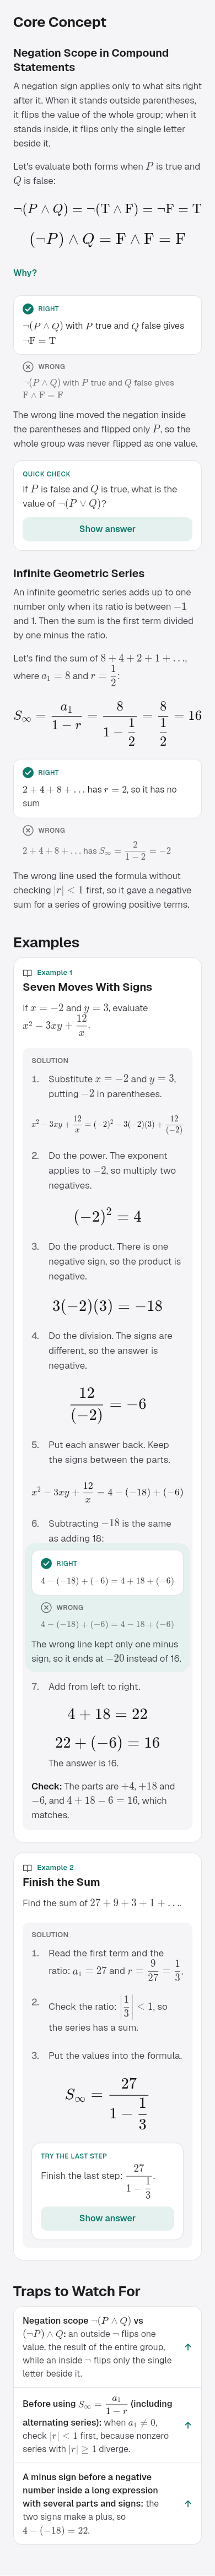 Core Concept
Negation Scope in Compound
Statements
A negation sign applies only to what sits right
after it. When it stands outside parentheses,
it flips the value of the whole group; when it
stands inside, it flips only the single letter
beside it.
Let's evaluate both forms when P is true and
Q is false:
¬(P ∧ Q) = ¬(T ∧ F) = ¬F = T
(¬P) ∧ Q = F ∧ F = F
Why?
RIGHT
¬(P ∧ Q) with P true and Q false gives
¬F = T
WRONG
¬(P ∧ Q) with P true and Q false gives
F ∧ F = F
The wrong line moved the negation inside
the parentheses and flipped only P, so the
whole group was never flipped as one value.
QUICK CHECK
If P is false and Q is true, what is the
value of ¬(P ∨ Q)?
Show answer
Infinite Geometric Series
An infinite geometric series adds up to one
number only when its ratio is between −1
and 1. Then the sum is the first term divided
by one minus the ratio.
Let's find the sum of 8 + 4 + 2 + 1 + ...,
where a₁ = 8 and r = 1/2:
S∞ = a₁/(1 − r) = 8/(1 − 1/2) = 8/(1/2) = 16
RIGHT
2 + 4 + 8 + ... has r = 2, so it has no
sum
WRONG
2 + 4 + 8 + ... has S∞ = 2/(1 − 2) = −2
The wrong line used the formula without
checking |r| < 1 first, so it gave a negative
sum for a series of growing positive terms.
Examples
Example 1
Seven Moves With Signs
If x = −2 and y = 3, evaluate
x² − 3xy + 12/x.
SOLUTION
1. Substitute x = −2 and y = 3,
putting −2 in parentheses.
x² − 3xy + 12/x = (−2)² − 3(−2)(3) + 12/(−2)
2. Do the power. The exponent
applies to −2, so multiply two
negatives.
(−2)² = 4
3. Do the product. There is one
negative sign, so the product is
negative.
3(−2)(3) = −18
4. Do the division. The signs are
different, so the answer is
negative.
12/(−2) = −6
5. Put each answer back. Keep
the signs between the parts.
x² − 3xy + 12/x = 4 − (−18) + (−6)
6. Subtracting −18 is the same
as adding 18:
RIGHT
4 − (−18) + (−6) = 4 + 18 + (−6)
WRONG
4 − (−18) + (−6) = 4 − 18 + (−6)
The wrong line kept only one minus
sign, so it ends at −20 instead of 16.
7. Add from left to right.
4 + 18 = 22
22 + (−6) = 16
The answer is 16.
Check: The parts are +4, +18 and
−6, and 4 + 18 − 6 = 16, which
matches.
Example 2
Finish the Sum
Find the sum of 27 + 9 + 3 + 1 + ....
SOLUTION
1. Read the first term and the
ratio: a₁ = 27 and r = 9/27 = 1/3.
2. Check the ratio: |1/3| < 1, so
the series has a sum.
3. Put the values into the formula.
S∞ = 27/(1 − 1/3)
TRY THE LAST STEP
Finish the last step: 27/(1 − 1/3).
Show answer
Traps to Watch For
Negation scope ¬(P ∧ Q) vs
(¬P) ∧ Q: an outside ¬ flips one
value, the result of the entire group,
while an inside ¬ flips only the single
letter beside it.
Before using S∞ = a₁/(1 − r) (including
alternating series): when a₁ ≠ 0,
check |r| < 1 first, because nonzero
series with |r| ≥ 1 diverge.
A minus sign before a negative
number inside a long expression
with several parts and signs: the
two signs make a plus, so
4 − (−18) = 22.